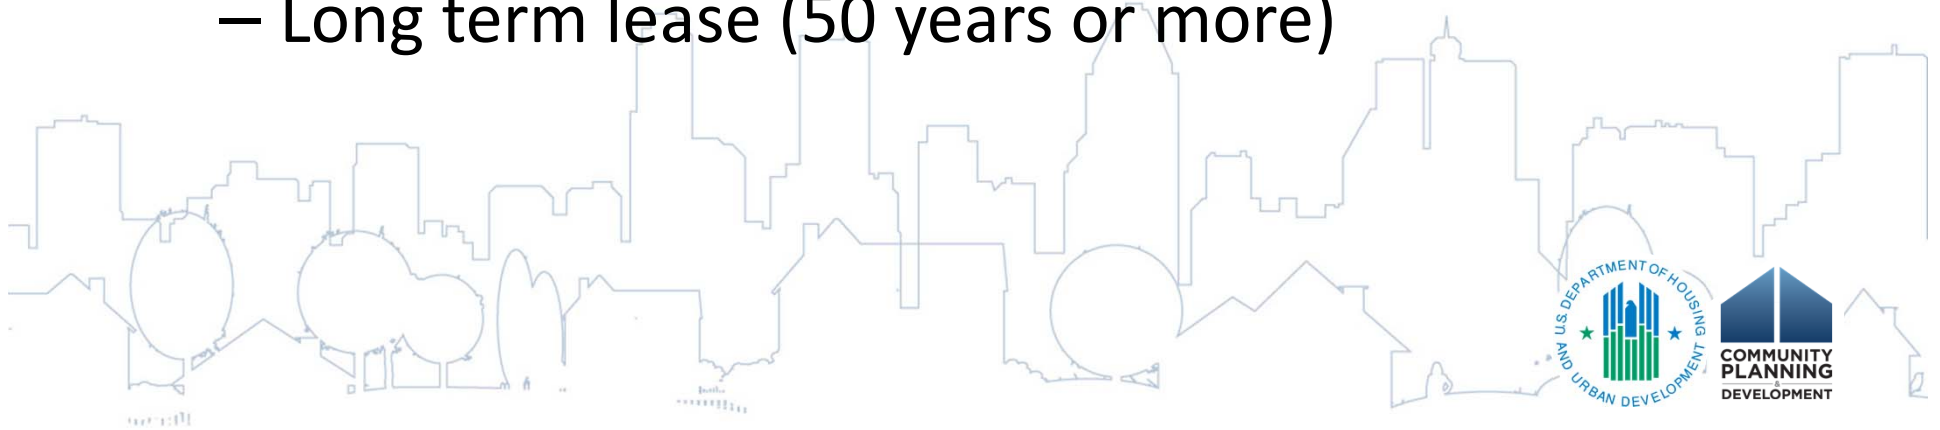 – Long term lease (50 years or more)
U.S. DEPARTMENT OF HOUSING
AND URBAN DEVELOPMENT
COMMUNITY
PLANNING
&
DEVELOPMENT